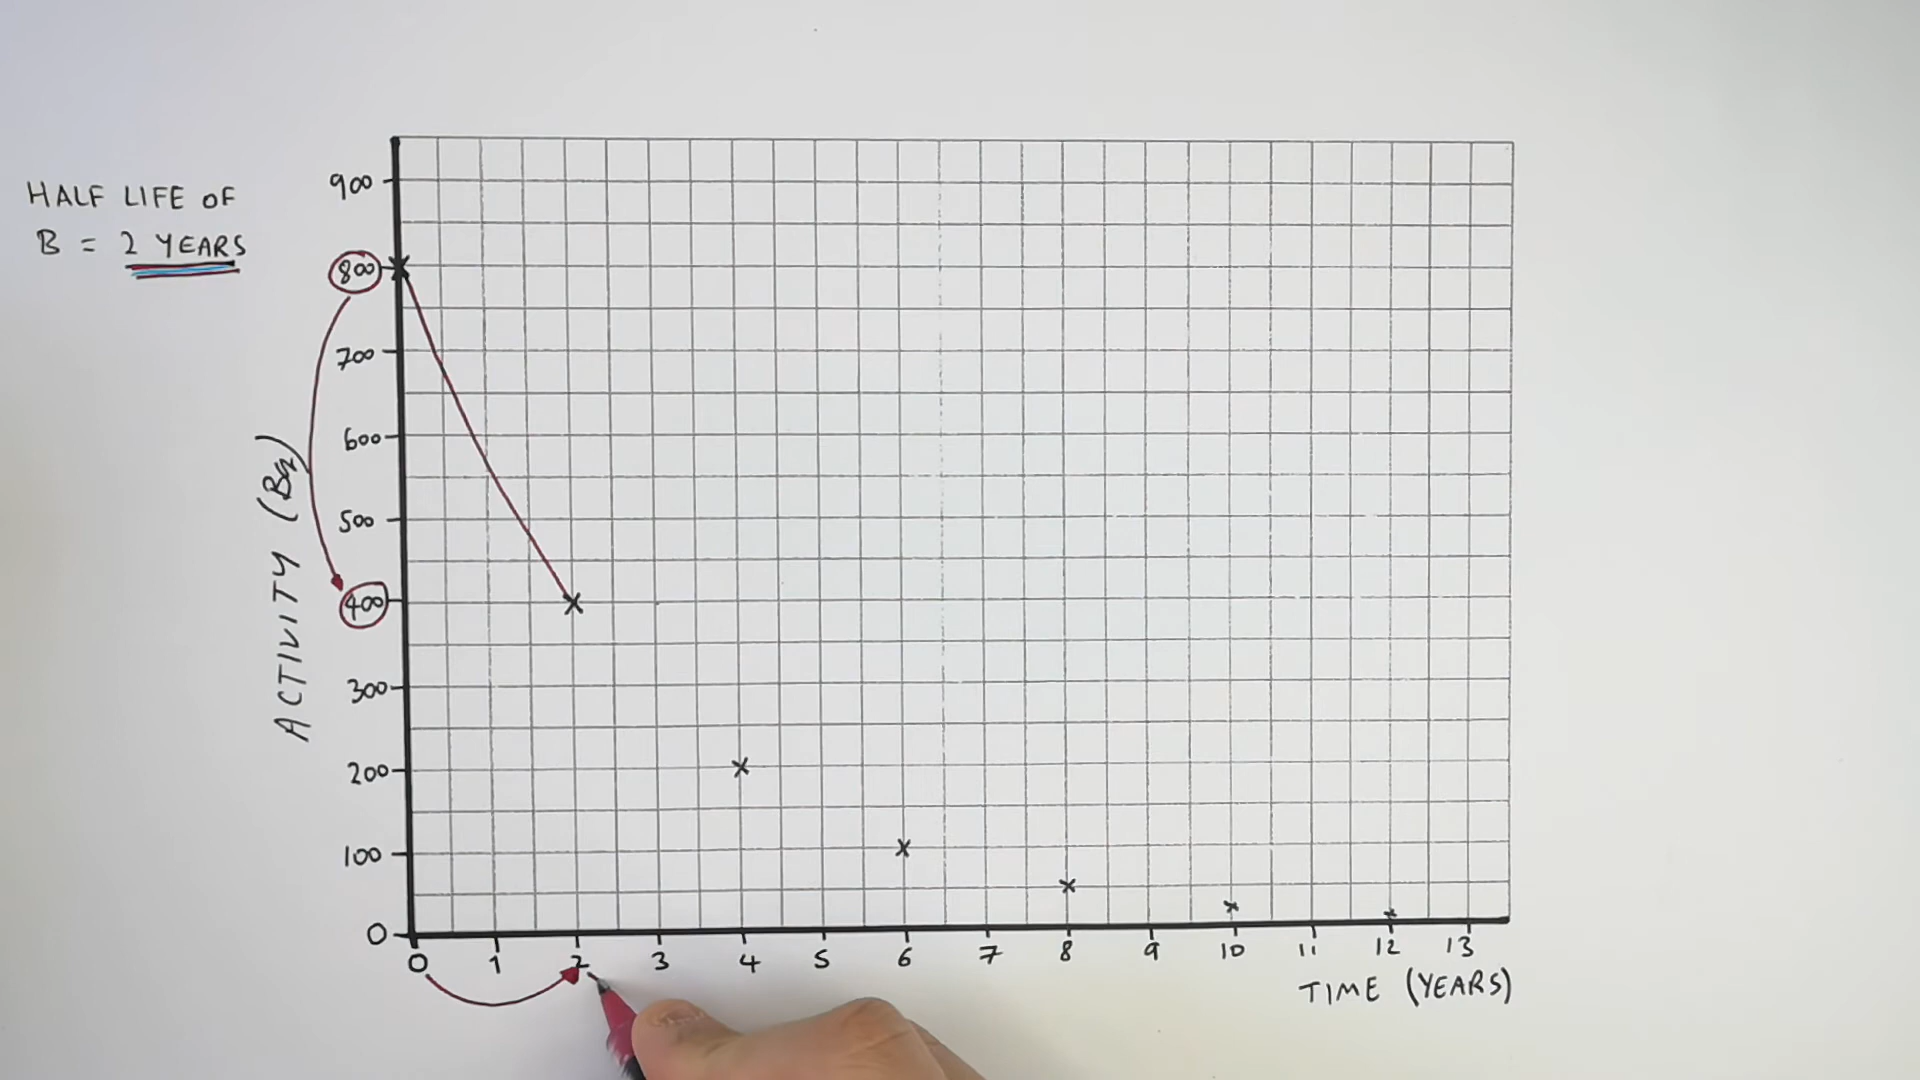 HALF LIFE OF
B = 2 YEARS
900
800
700
600
500
400
300
200
100
0
ACTIVITY (Bq)
0 1 2 3 4 5 6 7 8 9 10 11 12 13
TIME (YEARS)